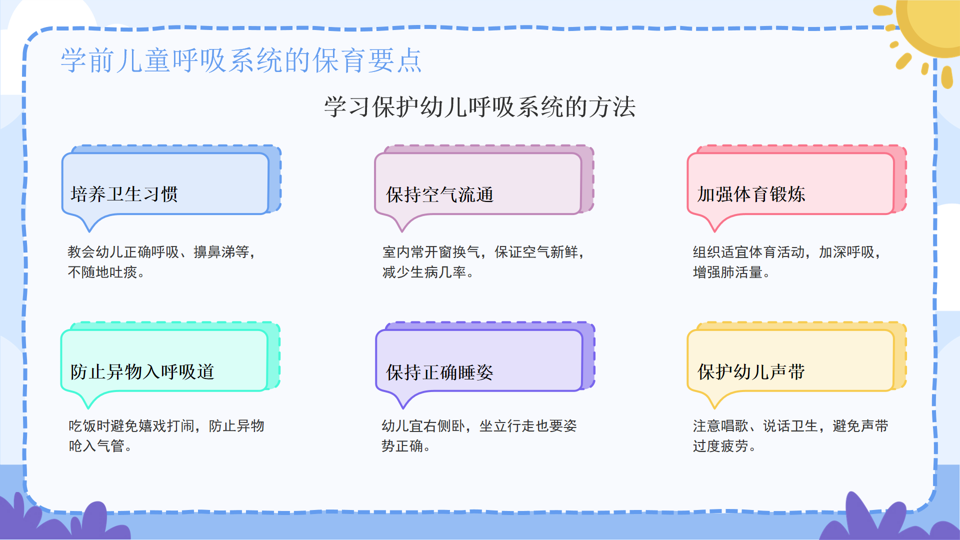 学前儿童呼吸系统的保育要点
学习保护幼儿呼吸系统的方法
培养卫生习惯
教会幼儿正确呼吸、擤鼻涕等，
不随地吐痰。
保持空气流通
室内常开窗换气，保证空气新鲜，
减少生病几率。
加强体育锻炼
组织适宜体育活动，加深呼吸，
增强肺活量。
防止异物入呼吸道
吃饭时避免嬉戏打闹，防止异物
呛入气管。
保持正确睡姿
幼儿宜右侧卧，坐立行走也要姿
势正确。
保护幼儿声带
注意唱歌、说话卫生，避免声带
过度疲劳。